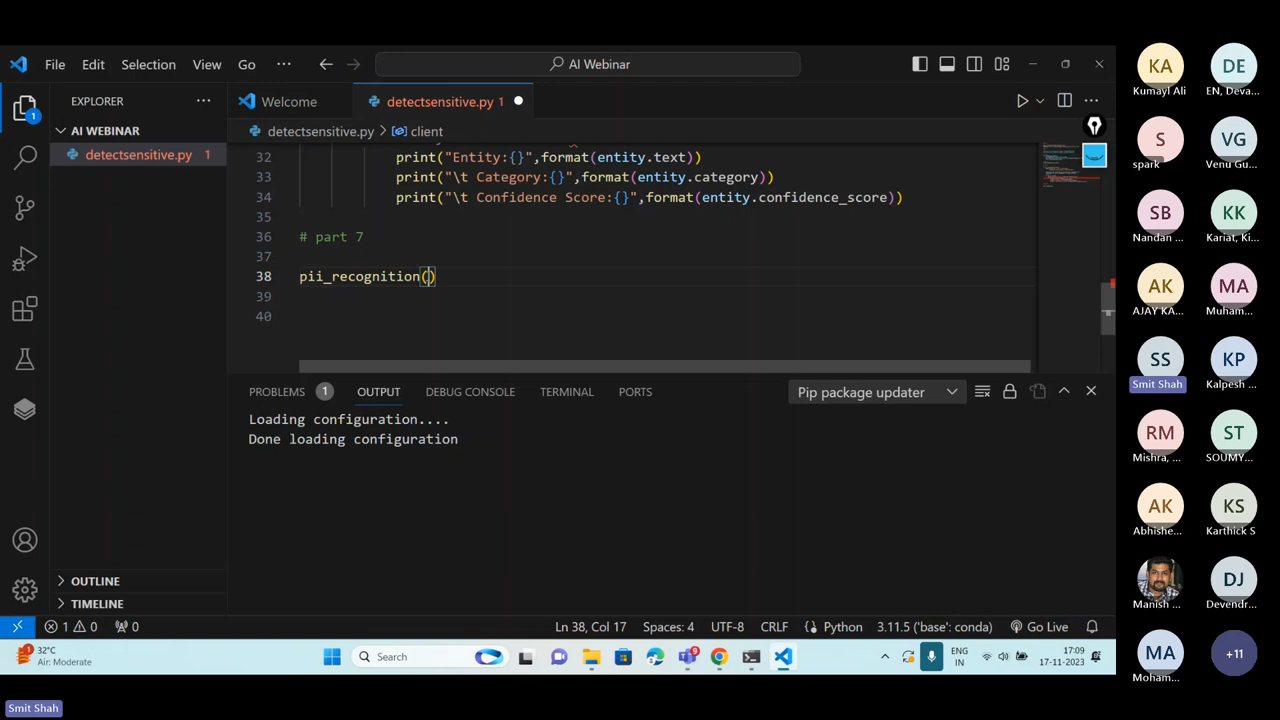 File Edit Selection View Go ··· AI Webinar
EXPLORER ··· Welcome detectsensitive.py 1
AI WEBINAR
detectsensitive.py > client
detectsensitive.py 1
32 print("Entity:{}",format(entity.text))
33 print("\t Category:{}",format(entity.category))
34 print("\t Confidence Score:{}",format(entity.confidence_score))
35
36 # part 7
37
38 pii_recognition()
39
40
PROBLEMS 1 OUTPUT DEBUG CONSOLE TERMINAL PORTS Pip package updater
Loading configuration....
Done loading configuration
OUTLINE
TIMELINE
1 0 0 Ln 38, Col 17 Spaces: 4 UTF-8 CRLF Python 3.11.5 ('base': conda) Go Live
1
32°C
Air: Moderate
Search
9
ENG
IN
17:09
17-11-2023
Smit Shah
KA DE
Kumayl Ali EN, Deva...
S VG
spark Venu Gu...
SB KK
Nandan ... Kariat, Ki...
AK MA
AJAY KA... Muham...
SS KP
Smit Shah Kalpesh ...
RM ST
Mishra, ... SOUMY...
AK KS
Abhishe... Karthick S
DJ
Manish ... Devendr...
MA +11
Moham...